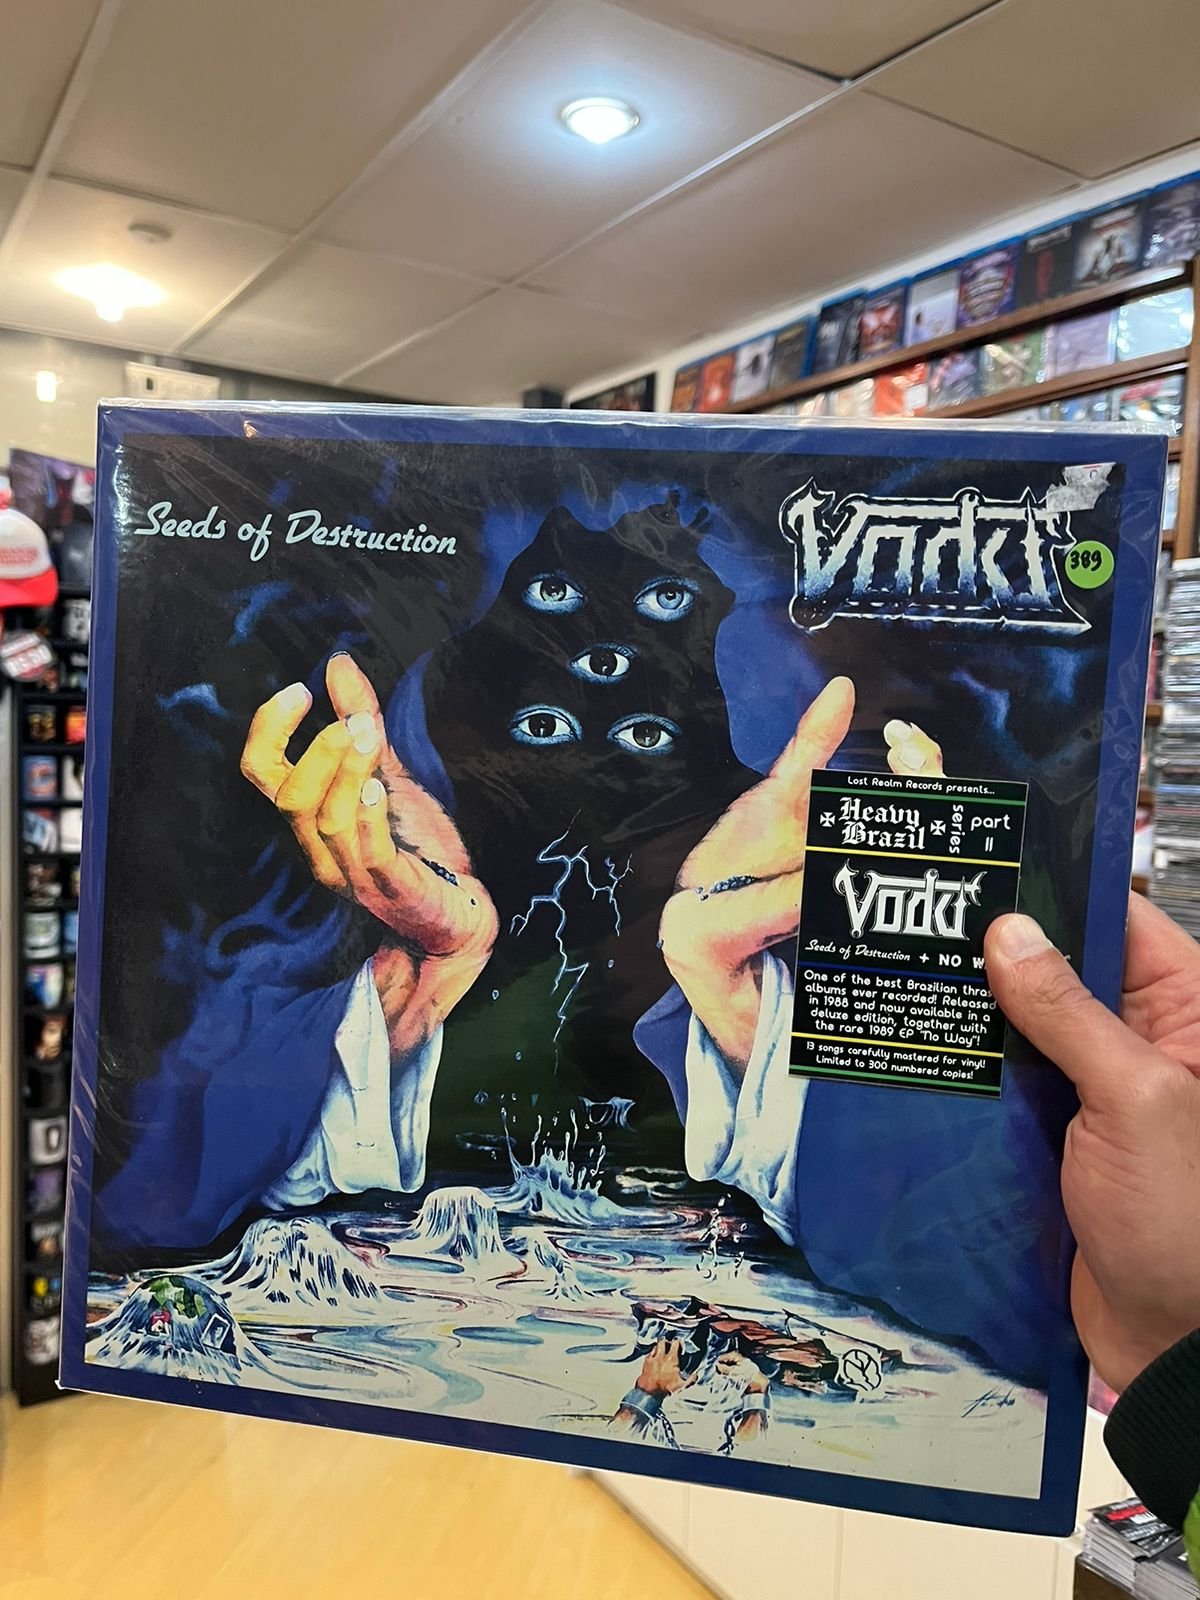 Seeds of Destruction
Vodu
389
Lost Realm Records presents...
Heavy
Brazil
series
part
II
Vodu
Seeds of Destruction + NO
One of the best Brazilian
albums ever recorded! Released
in 1988 and now available in a
deluxe edition, together with
the rare 1989 EP "No Way"!
13 songs carefully mastered for vinyl!
Limited to 300 numbered copies!